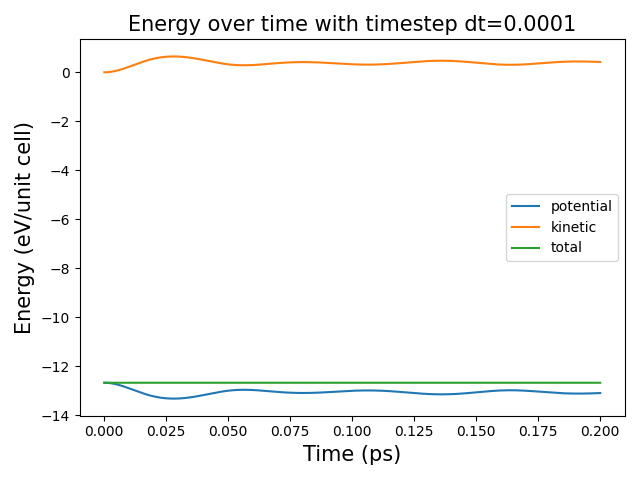 Energy over time with timestep dt=0.0001
Energy (eV/unit cell)
0
−2
−4
−6
−8
−10
−12
−14
potential
kinetic
total
0.000 0.025 0.050 0.075 0.100 0.125 0.150 0.175 0.200
Time (ps)